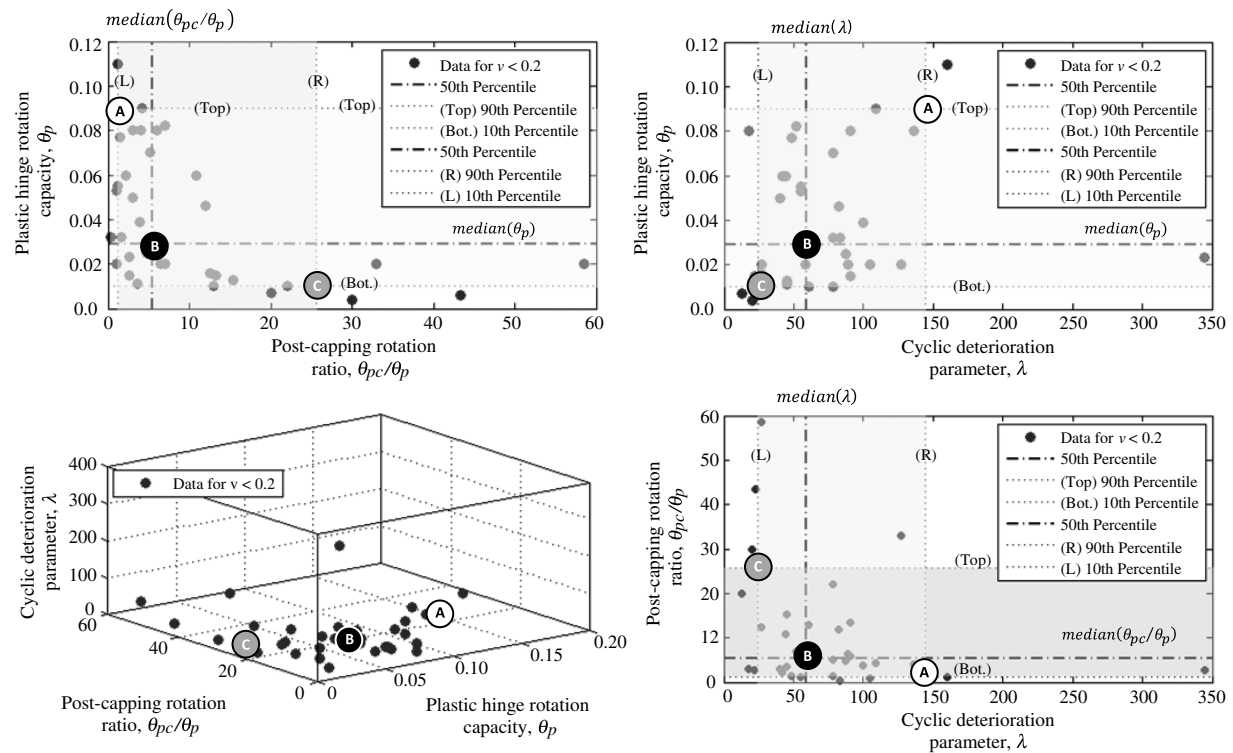 median(θpc/θp)
0.12
0.10
0.08
0.06
0.04
0.02
0.0
Plastic hinge rotation
capacity, θp
(L)
(R)
(Top)
(Top)
A
B
C
(Bot.)
median(θp)
Data for v < 0.2
50th Percentile
(Top) 90th Percentile
(Bot.) 10th Percentile
50th Percentile
(R) 90th Percentile
(L) 10th Percentile
0 10 20 30 40 50 60
Post-capping rotation
ratio, θpc/θp
median(λ)
0.12
0.10
0.08
0.06
0.04
0.02
0.0
Plastic hinge rotation
capacity, θp
(L)
(R)
A
(Top)
B
C
(Bot.)
median(θp)
Data for v < 0.2
50th Percentile
(Top) 90th Percentile
(Bot.) 10th Percentile
50th Percentile
(R) 90th Percentile
(L) 10th Percentile
0 50 100 150 200 250 300 350
Cyclic deterioration
parameter, λ
400
300
200
100
0
Cyclic deterioration
parameter, λ
Data for v < 0.2
A
B
C
60
40
20
0
0
0.05
0.10
0.15
0.20
Post-capping rotation
ratio, θpc/θp
Plastic hinge rotation
capacity, θp
median(λ)
60
50
40
30
20
12
0
Post-capping rotation
ratio, θpc/θp
(L)
(R)
(Top)
C
B
A
(Bot.)
median(θpc/θp)
Data for v < 0.2
50th Percentile
(Top) 90th Percentile
(Bot.) 10th Percentile
50th Percentile
(R) 90th Percentile
(L) 10th Percentile
0 50 100 150 200 250 300 350
Cyclic deterioration
parameter, λ